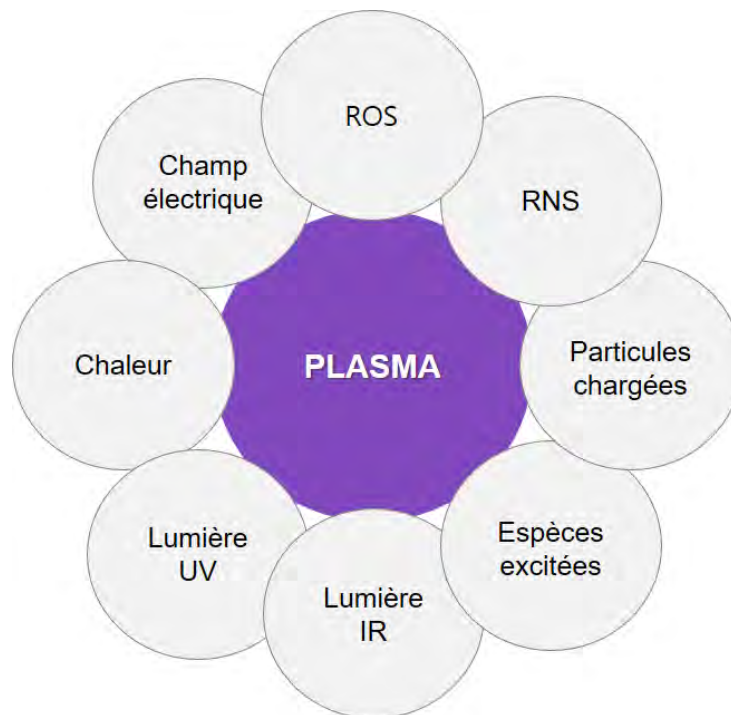 ROS
RNS
Particules
chargées
Espèces
excitées
Lumière
IR
Lumière
UV
Chaleur
Champ
électrique
PLASMA